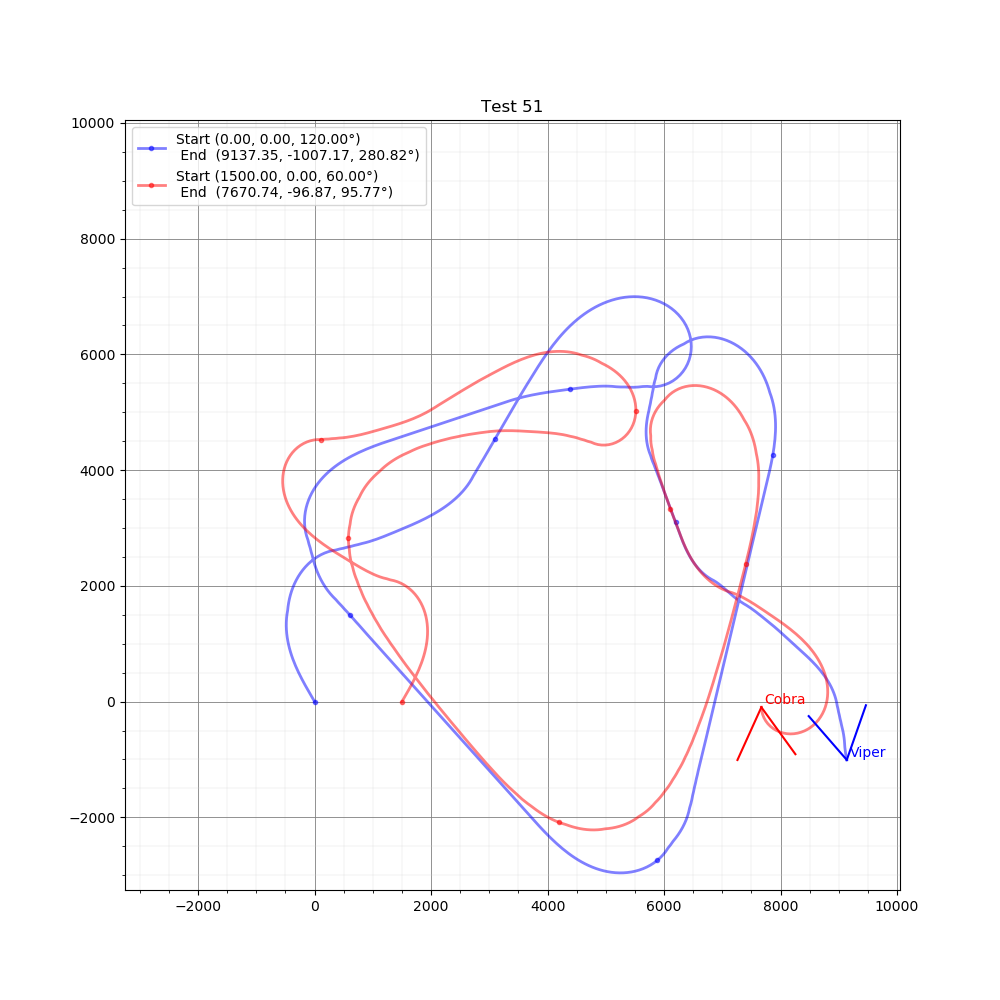 Test 51
Start (0.00, 0.00, 120.00°)
End  (9137.35, -1007.17, 280.82°)
Start (1500.00, 0.00, 60.00°)
End  (7670.74, -96.87, 95.77°)
10000
8000
6000
4000
2000
0
−2000
Cobra
Viper
−2000 0 2000 4000 6000 8000 10000